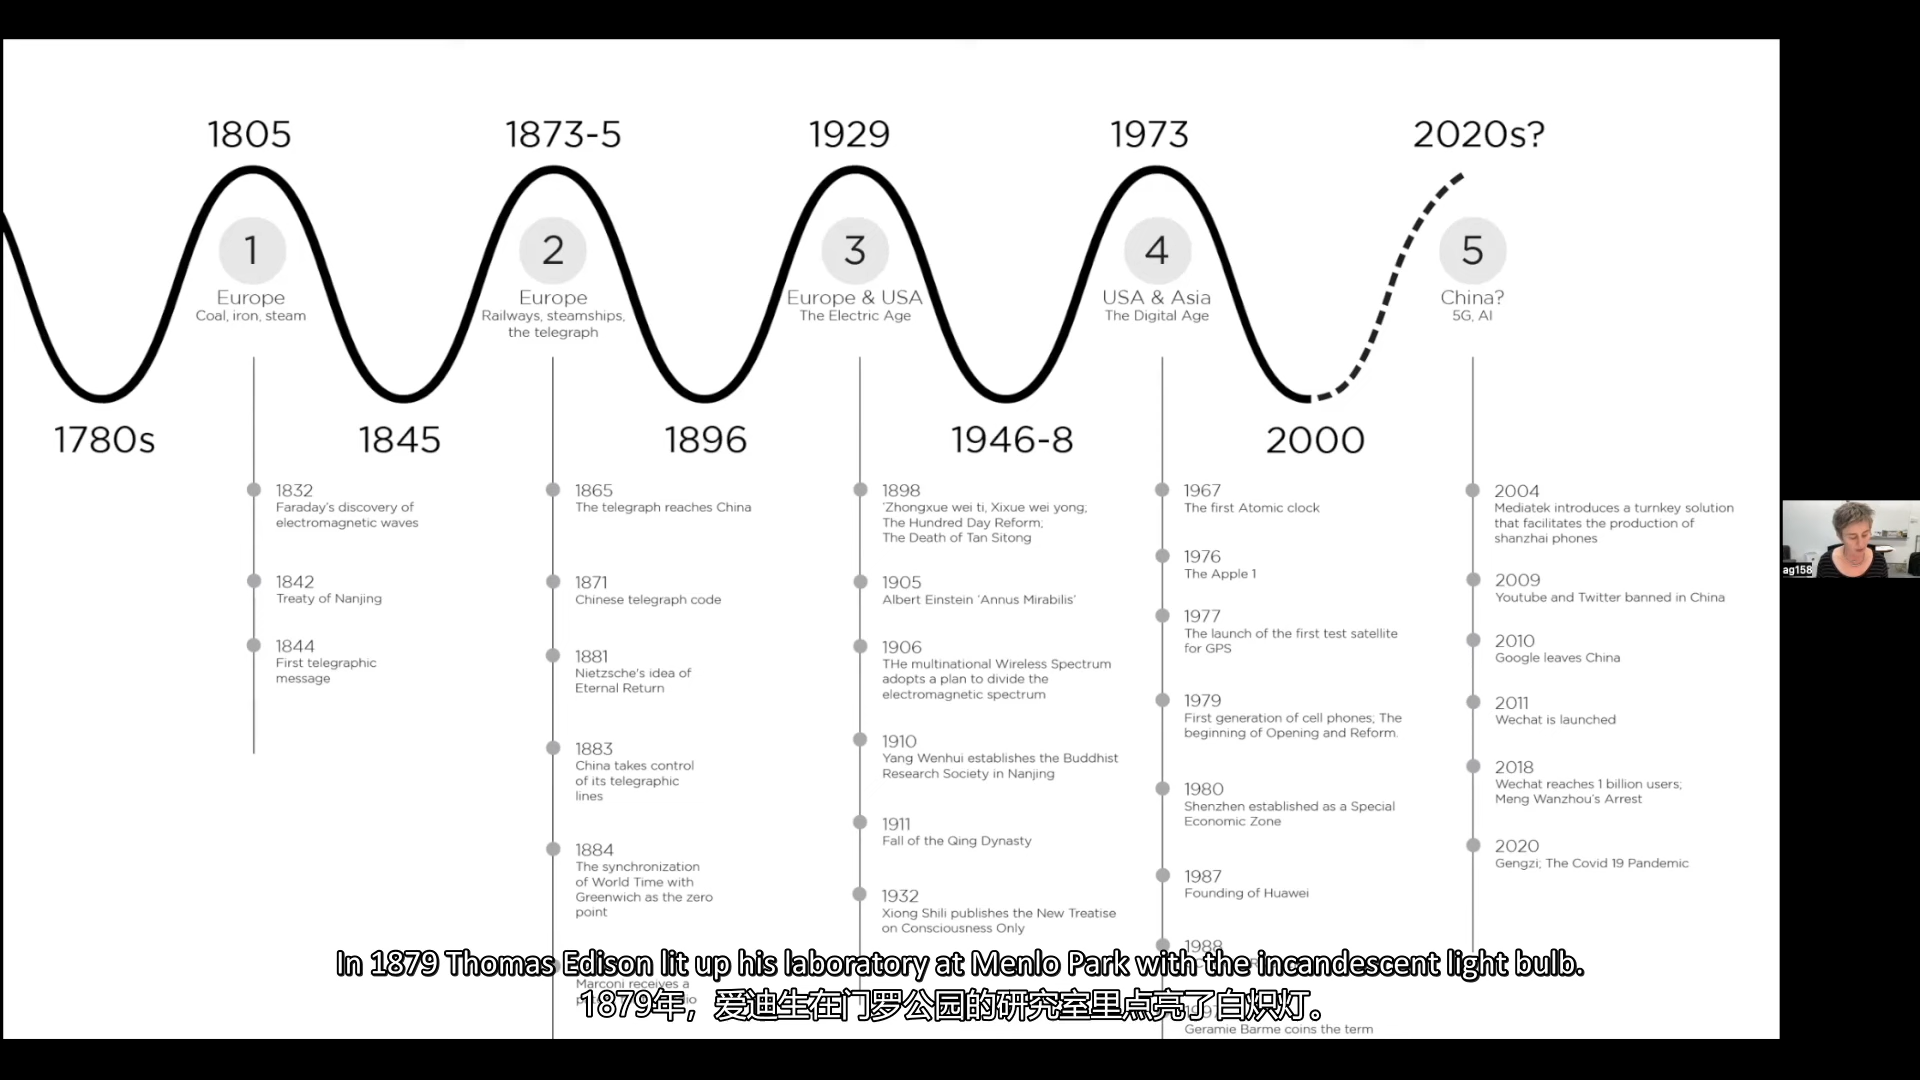 1805
1873-5
1929
1973
2020s?
1
Europe
Coal, iron, steam
2
Europe
Railways, steamships,
the telegraph
3
Europe & USA
The Electric Age
4
USA & Asia
The Digital Age
5
China?
5G, AI
1780s
1845
1896
1946-8
2000
1832
Faraday's discovery of
electromagnetic waves
1842
Treaty of Nanjing
1844
First telegraphic
message
1865
The telegraph reaches China
1871
Chinese telegraph code
1881
Nietzsche's idea of
Eternal Return
1883
China takes control
of its telegraphic
lines
1884
The synchronization
of World Time with
Greenwich as the zero
point
Marconi receives a
1898
'Zhongxue wei ti, Xixue wei yong;
The Hundred Day Reform;
The Death of Tan Sitong
1905
Albert Einstein 'Annus Mirabilis'
1906
THe multinational Wireless Spectrum
adopts a plan to divide the
electromagnetic spectrum
1910
Yang Wenhui establishes the Buddhist
Research Society in Nanjing
1911
Fall of the Qing Dynasty
1932
Xiong Shili publishes the New Treatise
on Consciousness Only
1967
The first Atomic clock
1976
The Apple 1
1977
The launch of the first test satellite
for GPS
1979
First generation of cell phones; The
beginning of Opening and Reform.
1980
Shenzhen established as a Special
Economic Zone
1987
Founding of Huawei
1988
Geramie Barme coins the term
2004
Mediatek introduces a turnkey solution
that facilitates the production of
shanzhai phones
2009
Youtube and Twitter banned in China
2010
Google leaves China
2011
Wechat is launched
2018
Wechat reaches 1 billion users;
Meng Wanzhou's Arrest
2020
Gengzi; The Covid 19 Pandemic
ag158
In 1879 Thomas Edison lit up his laboratory at Menlo Park with the incandescent light bulb.
1879年，爱迪生在门罗公园的研究室里点亮了白炽灯。